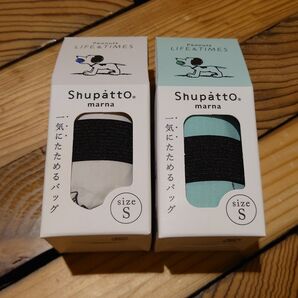 Peanuts
LIFE&TIMES
Shupatto®
marna
一気にたためるバッグ
size
S
Peanuts
LIFE&TIMES
Shupatto®
marna
一気にたためるバッグ
size
S